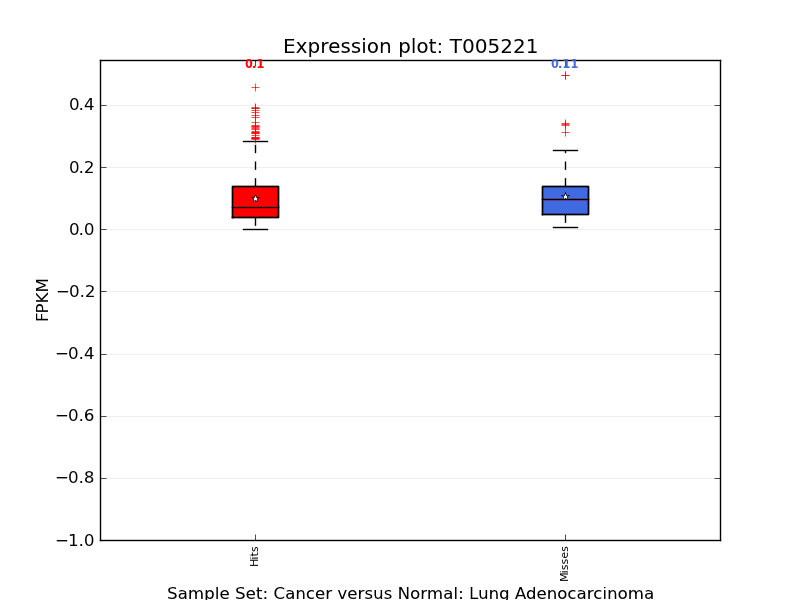 Expression plot: T005221
0.1
0.11
0.4
0.2
0.0
−0.2
−0.4
−0.6
−0.8
−1.0
FPKM
Hits
Misses
Sample Set: Cancer versus Normal: Lung Adenocarcinoma